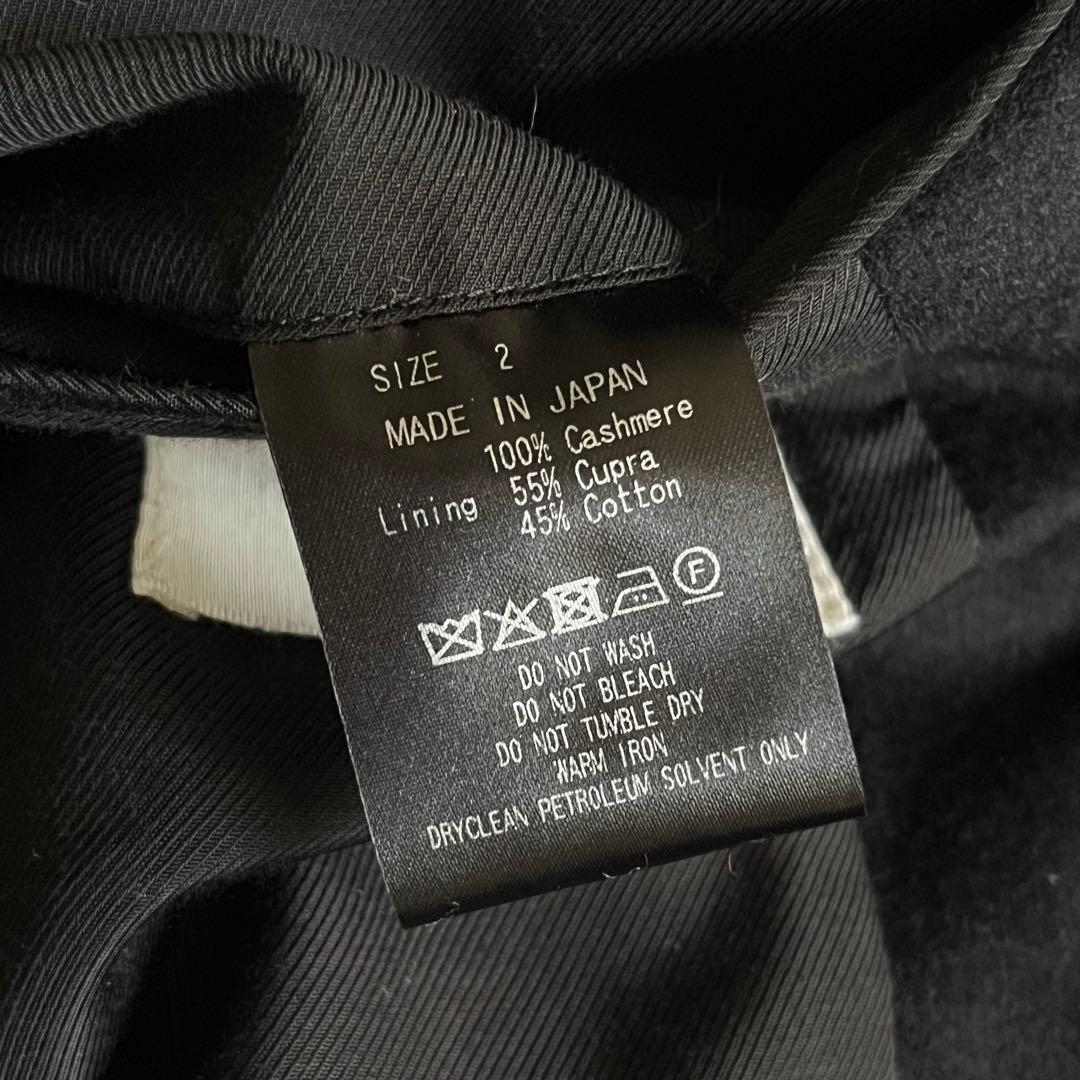 SIZE 2
MADE IN JAPAN
100% Cashmere
Lining 55% Cupra
45% Cotton
F
DO NOT WASH
DO NOT BLEACH
DO NOT TUMBLE DRY
WARM IRON
DRYCLEAN PETROLEUM SOLVENT ONLY